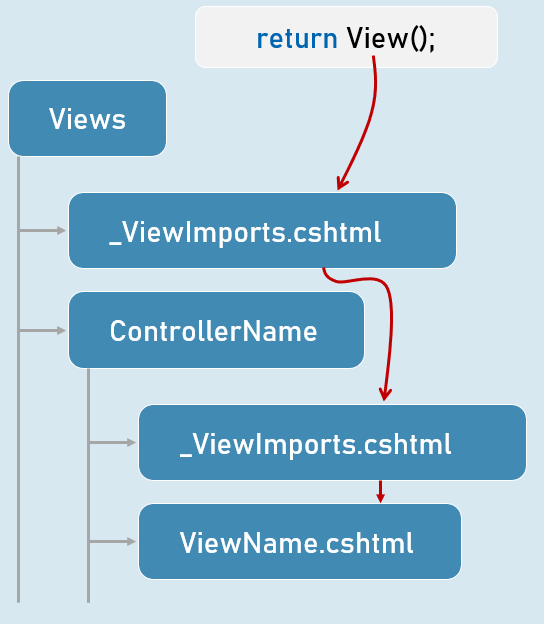 return View();
Views
_ViewImports.cshtml
ControllerName
_ViewImports.cshtml
ViewName.cshtml